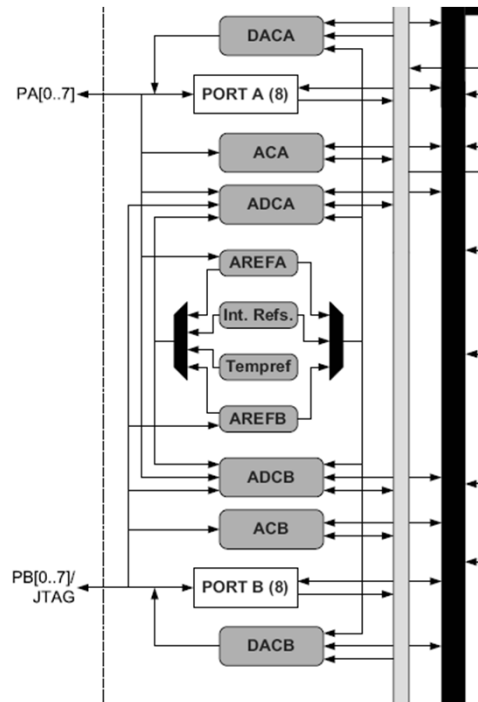 DACA
PA[0..7]
PORT A (8)
ACA
ADCA
AREFA
Int. Refs.
Tempref
AREFB
ADCB
ACB
PB[0..7]/
JTAG
PORT B (8)
DACB